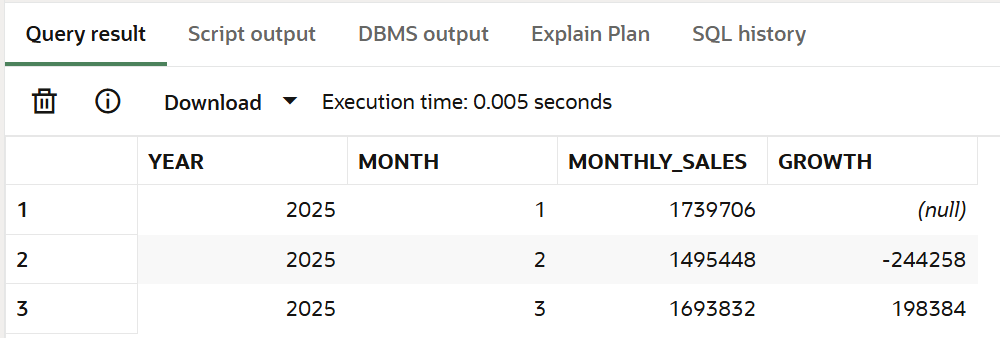 Query result Script output DBMS output Explain Plan SQL history
Download Execution time: 0.005 seconds
YEAR MONTH MONTHLY_SALES GROWTH
1 2025 1 1739706 (null)
2 2025 2 1495448 -244258
3 2025 3 1693832 198384